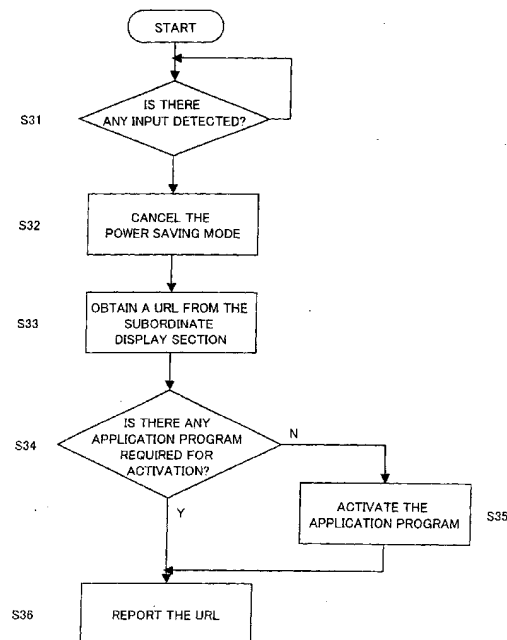 START
S31
IS THERE
ANY INPUT DETECTED?
S32
CANCEL THE
POWER SAVING MODE
S33
OBTAIN A URL FROM THE
SUBORDINATE
DISPLAY SECTION
S34
IS THERE ANY
APPLICATION PROGRAM
REQUIRED FOR
ACTIVATION?
N
Y
ACTIVATE THE
APPLICATION PROGRAM
S35
S36
REPORT THE URL